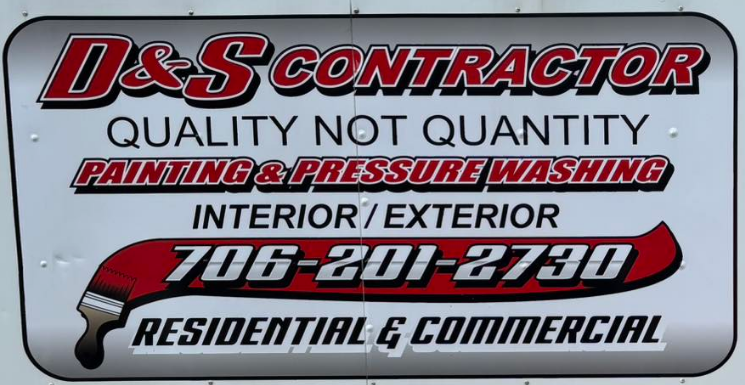 D&S CONTRACTOR
QUALITY NOT QUANTITY
PAINTING & PRESSURE WASHING
INTERIOR / EXTERIOR
706-201-2730
RESIDENTIAL & COMMERCIAL